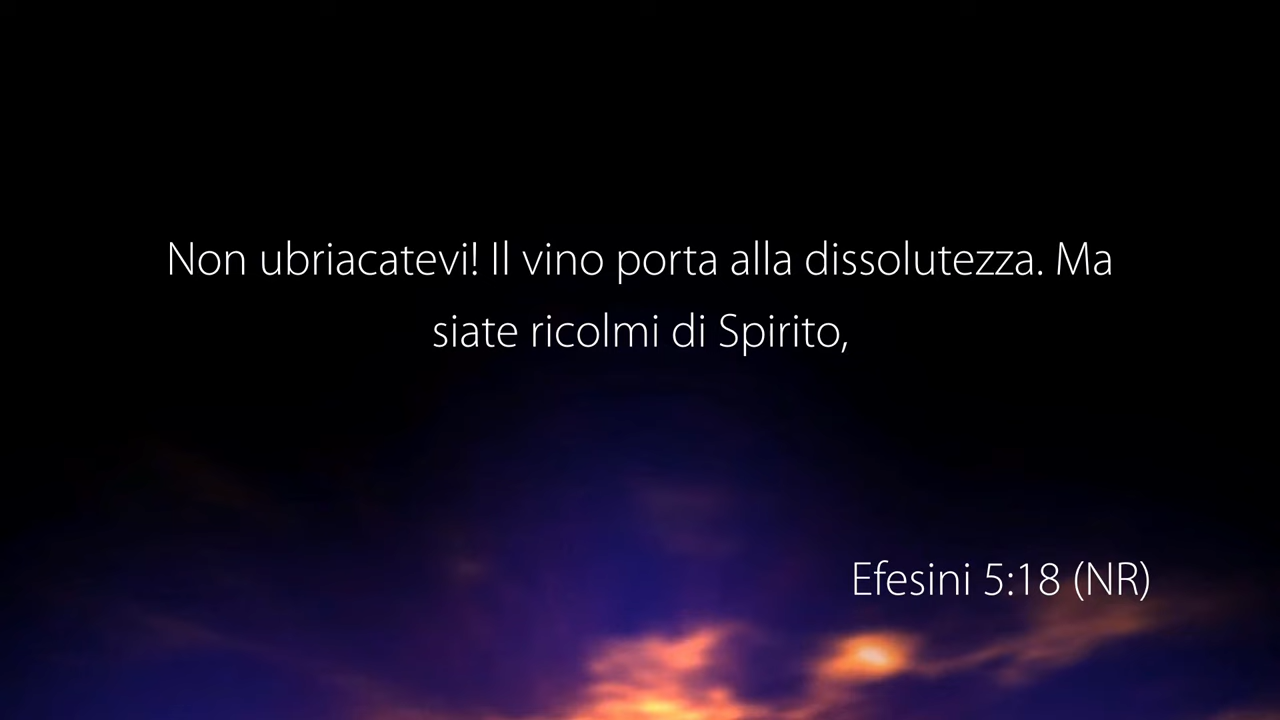 Non ubriacatevi! Il vino porta alla dissolutezza. Ma
siate ricolmi di Spirito,
Efesini 5:18 (NR)